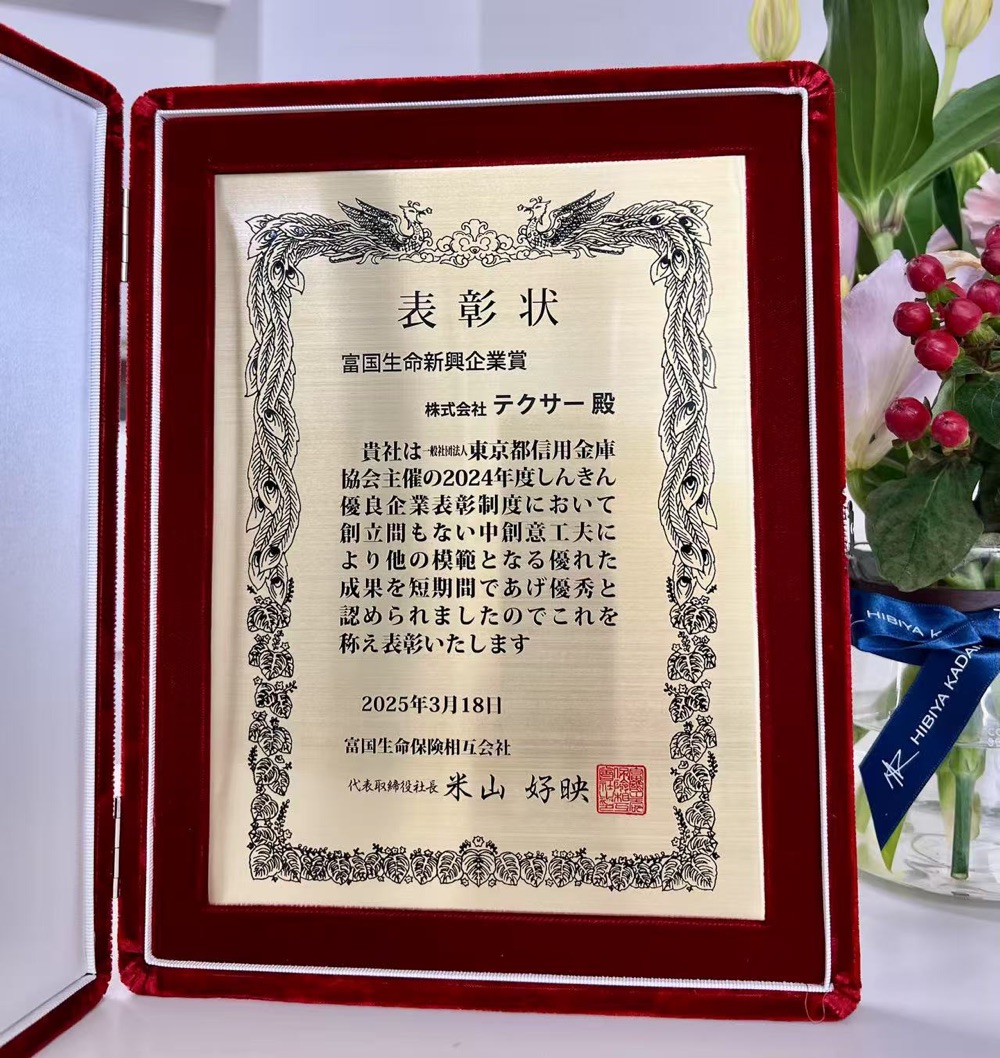 表彰状
富国生命新興企業賞
株式会社 テクサー 殿
貴社は一般社団法人東京都信用金庫
協会主催の2024年度しんきん
優良企業表彰制度において
創立間もない中創意工夫に
より他の模範となる優れた
成果を短期間であげ優秀と
認められましたのでこれを
称え表彰いたします
2025年3月18日
富国生命保険相互会社
代表取締役社長 米山 好映
HIBIYA K
HIBIYA KADAN